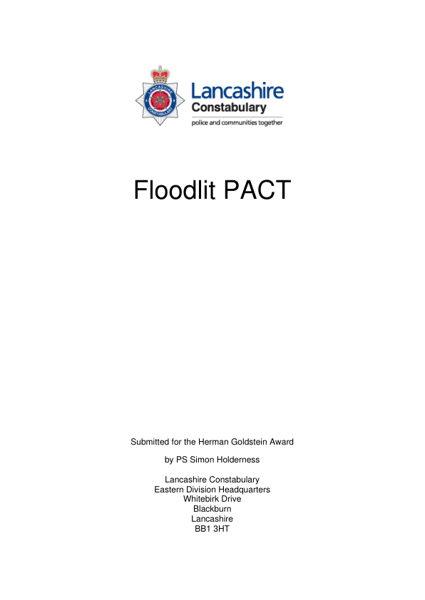 Lancashire
Constabulary
police and communities together
Floodlit PACT
Submitted for the Herman Goldstein Award
by PS Simon Holderness
Lancashire Constabulary
Eastern Division Headquarters
Whitebirk Drive
Blackburn
Lancashire
BB1 3HT